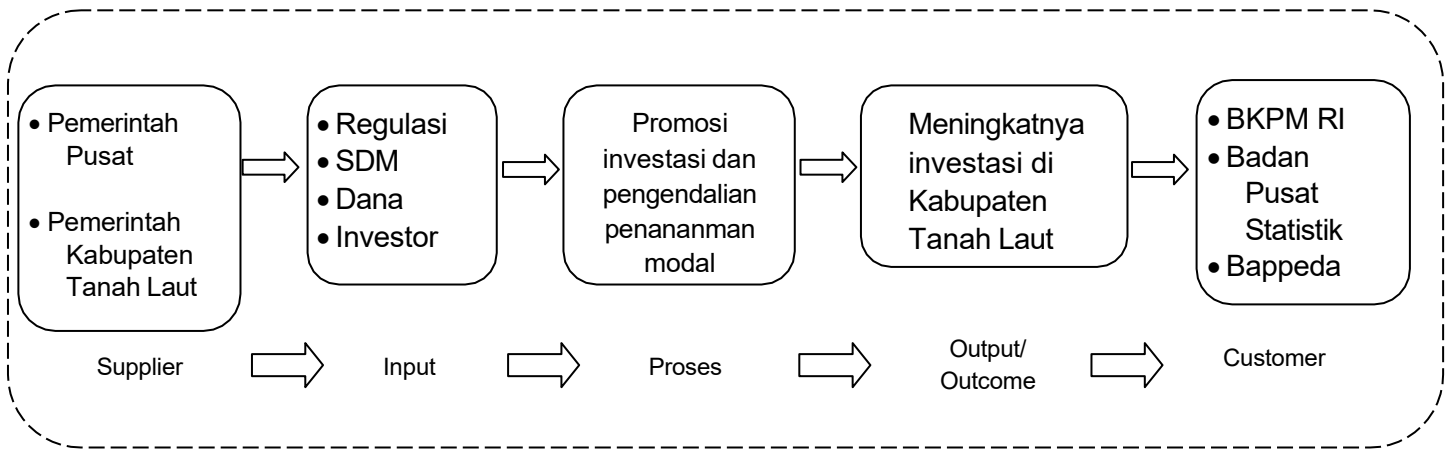 • Pemerintah
Pusat
• Pemerintah
Kabupaten
Tanah Laut
• Regulasi
• SDM
• Dana
• Investor
Promosi
investasi dan
pengendalian
penananman
modal
Meningkatnya
investasi di
Kabupaten
Tanah Laut
• BKPM RI
• Badan
Pusat
Statistik
• Bappeda
Supplier
Input
Proses
Output/
Outcome
Customer